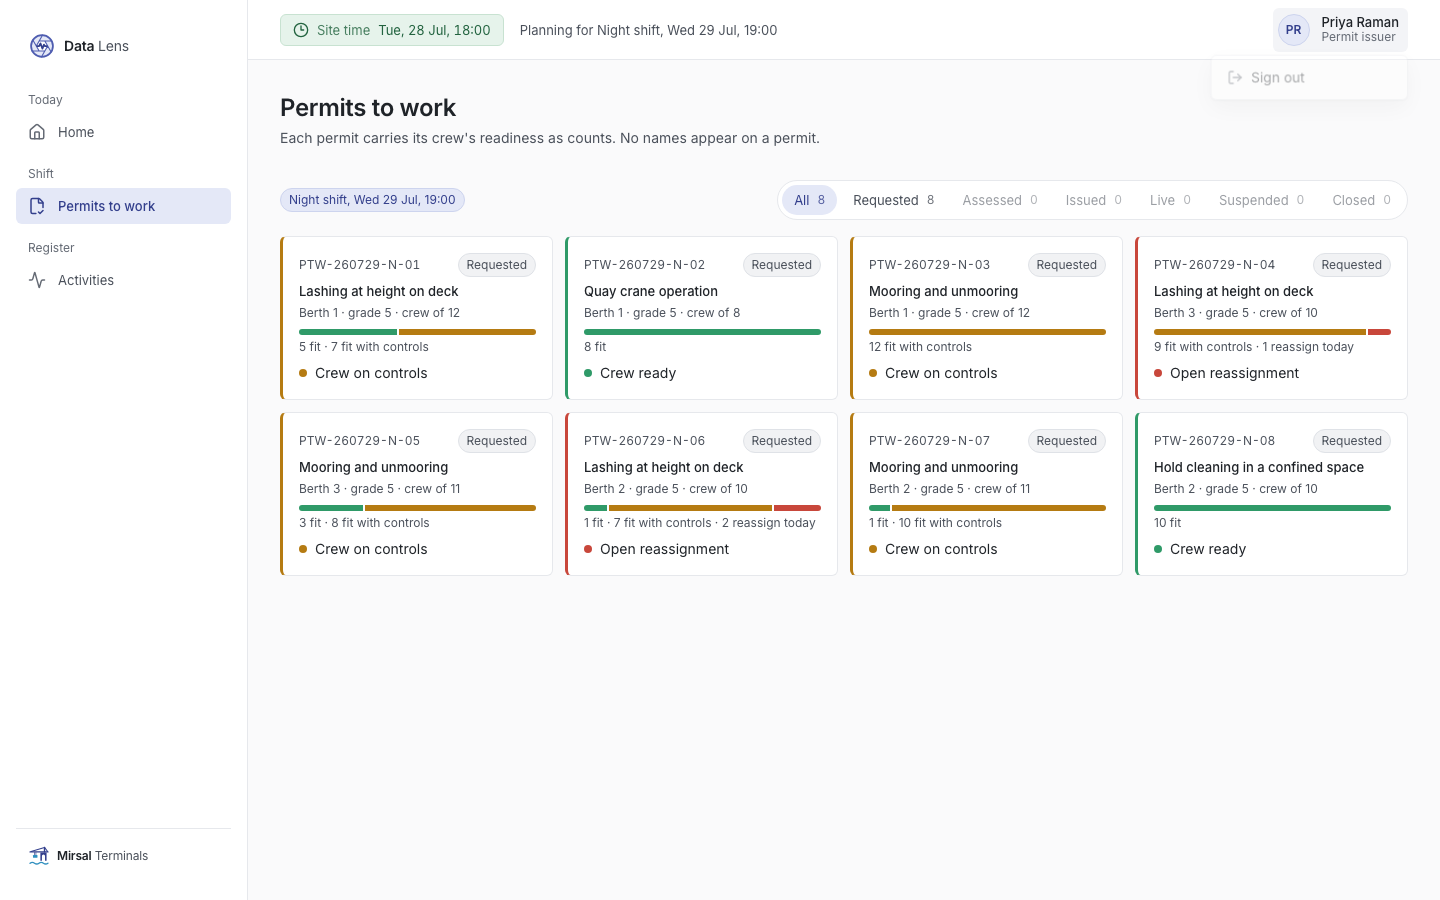 Data Lens
Today
Home
Shift
Permits to work
Register
Activities
Mirsal Terminals
Site time Tue, 28 Jul, 18:00
Planning for Night shift, Wed 29 Jul, 19:00
PR
Priya Raman
Permit issuer
Sign out
Permits to work
Each permit carries its crew's readiness as counts. No names appear on a permit.
Night shift, Wed 29 Jul, 19:00
All 8
Requested 8
Assessed 0
Issued 0
Live 0
Suspended 0
Closed 0
PTW-260729-N-01 Requested
Lashing at height on deck
Berth 1 · grade 5 · crew of 12
5 fit · 7 fit with controls
Crew on controls
PTW-260729-N-02 Requested
Quay crane operation
Berth 1 · grade 5 · crew of 8
8 fit
Crew ready
PTW-260729-N-03 Requested
Mooring and unmooring
Berth 1 · grade 5 · crew of 12
12 fit with controls
Crew on controls
PTW-260729-N-04 Requested
Lashing at height on deck
Berth 3 · grade 5 · crew of 10
9 fit with controls · 1 reassign today
Open reassignment
PTW-260729-N-05 Requested
Mooring and unmooring
Berth 3 · grade 5 · crew of 11
3 fit · 8 fit with controls
Crew on controls
PTW-260729-N-06 Requested
Lashing at height on deck
Berth 2 · grade 5 · crew of 10
1 fit · 7 fit with controls · 2 reassign today
Open reassignment
PTW-260729-N-07 Requested
Mooring and unmooring
Berth 2 · grade 5 · crew of 11
1 fit · 10 fit with controls
Crew on controls
PTW-260729-N-08 Requested
Hold cleaning in a confined space
Berth 2 · grade 5 · crew of 10
10 fit
Crew ready